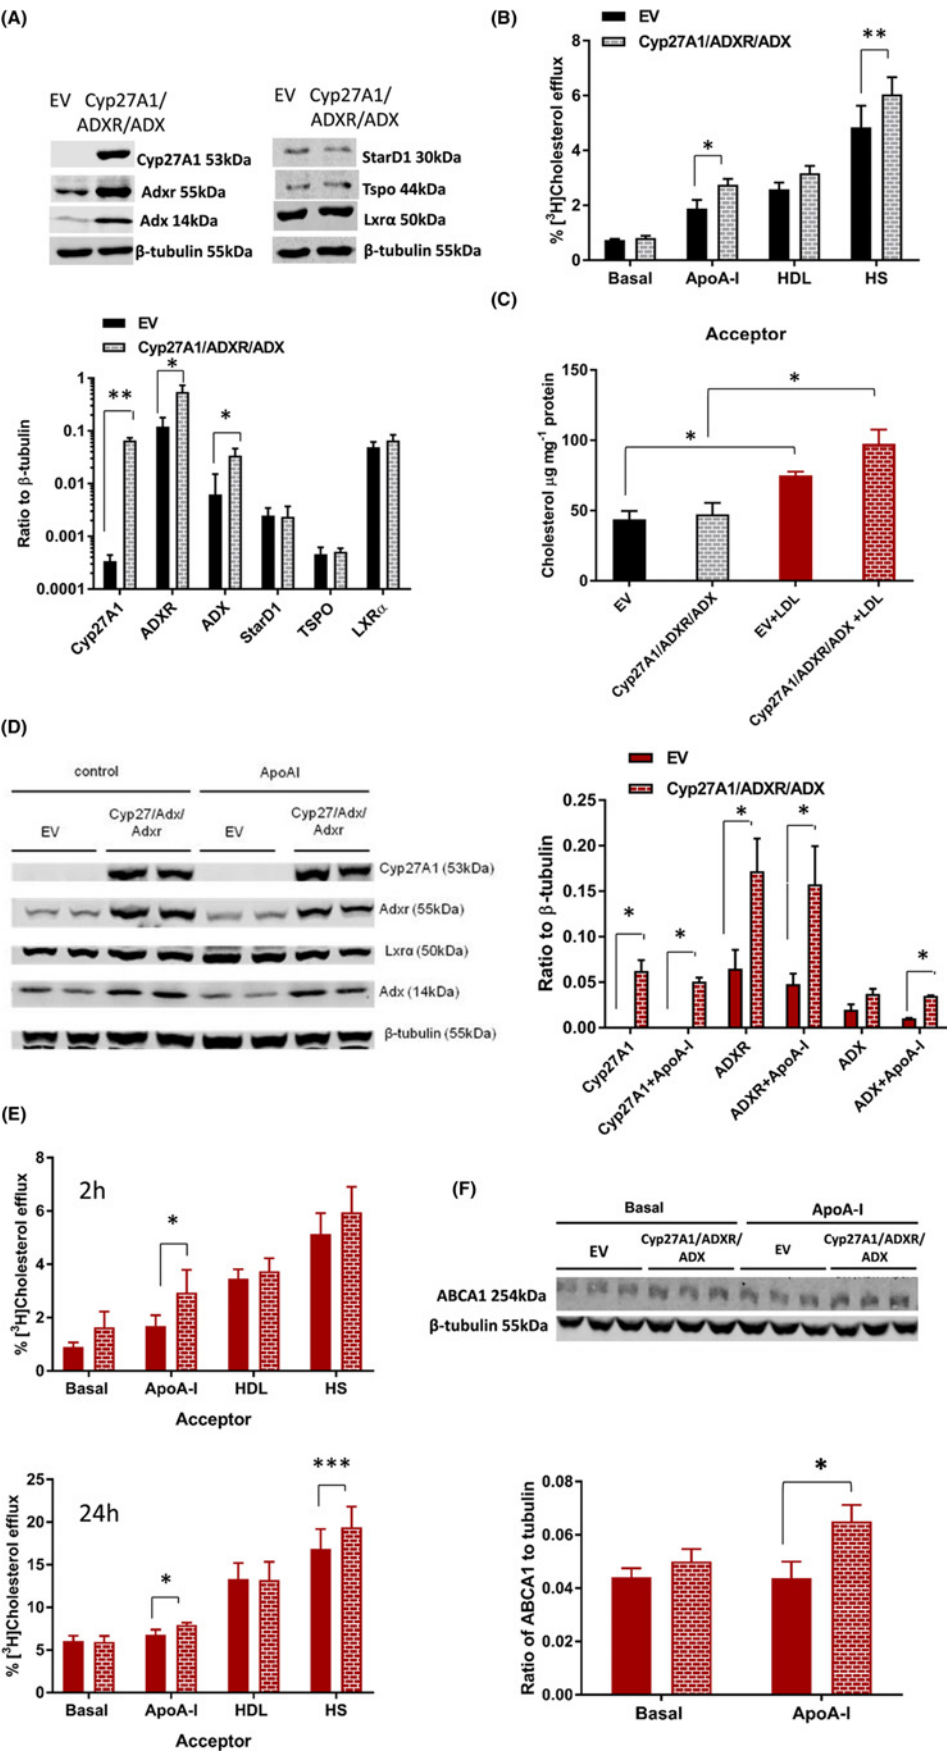 (A)
EV Cyp27A1/
ADXR/ADX
Cyp27A1 53kDa
Adxr 55kDa
Adx 14kDa
β-tubulin 55kDa
EV Cyp27A1/
ADXR/ADX
StarD1 30kDa
Tspo 44kDa
Lxrα 50kDa
β-tubulin 55kDa
EV
Cyp27A1/ADXR/ADX
Ratio to β-tubulin
1
0.1
0.01
0.001
0.0001
** * *
Cyp27A1 ADXR ADX StarD1 TSPO LXRα
(B)
EV
Cyp27A1/ADXR/ADX
% [³H]Cholesterol efflux
8
6
4
2
0
* **
Basal ApoA-I HDL HS
Acceptor
(C)
Cholesterol µg mg⁻¹ protein
150
100
50
0
* *
EV Cyp27A1/ADXR/ADX EV+LDL Cyp27A1/ADXR/ADX +LDL
(D)
control ApoAI
EV Cyp27/Adx/
Adxr
EV Cyp27/Adx/
Adxr
Cyp27A1 (53kDa)
Adxr (55kDa)
Lxrα (50kDa)
Adx (14kDa)
β-tubulin (55kDa)
EV
Cyp27A1/ADXR/ADX
Ratio to β-tubulin
0.25
0.20
0.15
0.10
0.05
0.00
* * * * *
Cyp27A1 Cyp27A1+ApoA-I ADXR ADXR+ApoA-I ADX ADX+ApoA-I
(E)
2h
% [³H]Cholesterol efflux
8
6
4
2
0
*
Basal ApoA-I HDL HS
Acceptor
24h
% [³H]Cholesterol efflux
25
20
15
10
5
0
* ***
Basal ApoA-I HDL HS
Acceptor
(F)
Basal ApoA-I
EV Cyp27A1/ADXR/
ADX
EV Cyp27A1/ADXR/
ADX
ABCA1 254kDa
β-tubulin 55kDa
Ratio of ABCA1 to tubulin
0.08
0.06
0.04
0.02
0.00
*
Basal ApoA-I